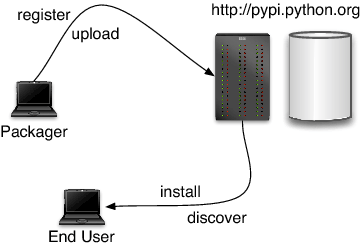 http://pypi.python.org
register
upload
Packager
install
discover
End User